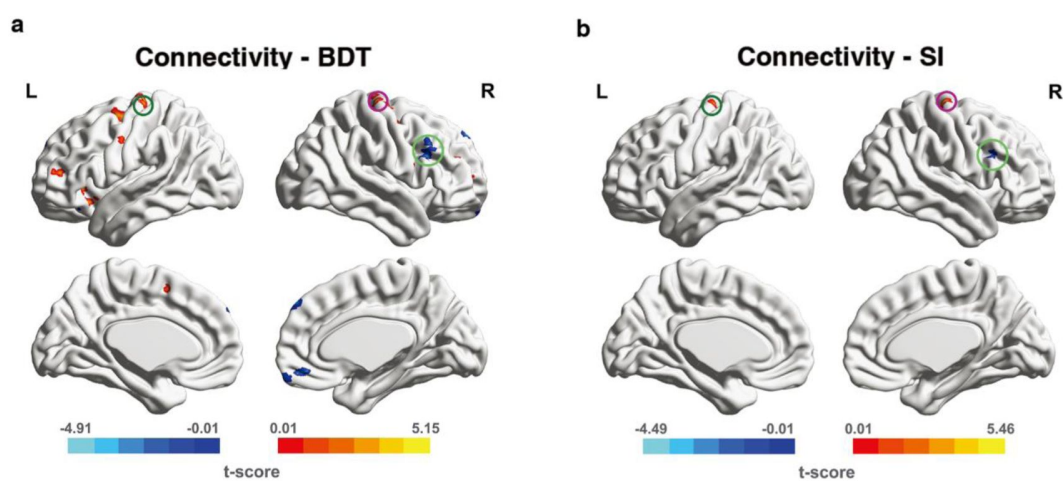 a
Connectivity - BDT
L
R
-4.91
-0.01
0.01
5.15
t-score
b
Connectivity - SI
L
R
-4.49
-0.01
0.01
5.46
t-score